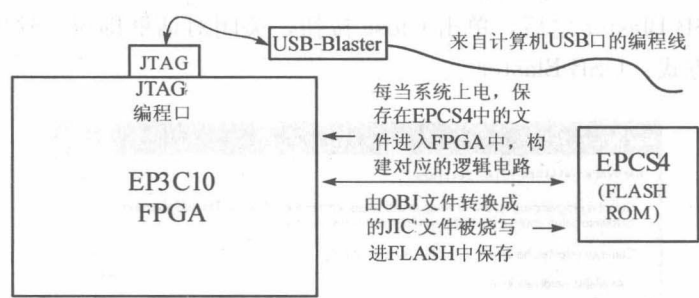 USB-Blaster
来自计算机USB口的编程线
JTAG
JTAG
编程口
EP3C10
FPGA
每当系统上电，保
存在EPCS4中的文
件进入FPGA中，构
建对应的逻辑电路
由OBJ文件转换成
的JIC文件被烧写
进FLASH中保存
EPCS4
(FLASH
ROM)